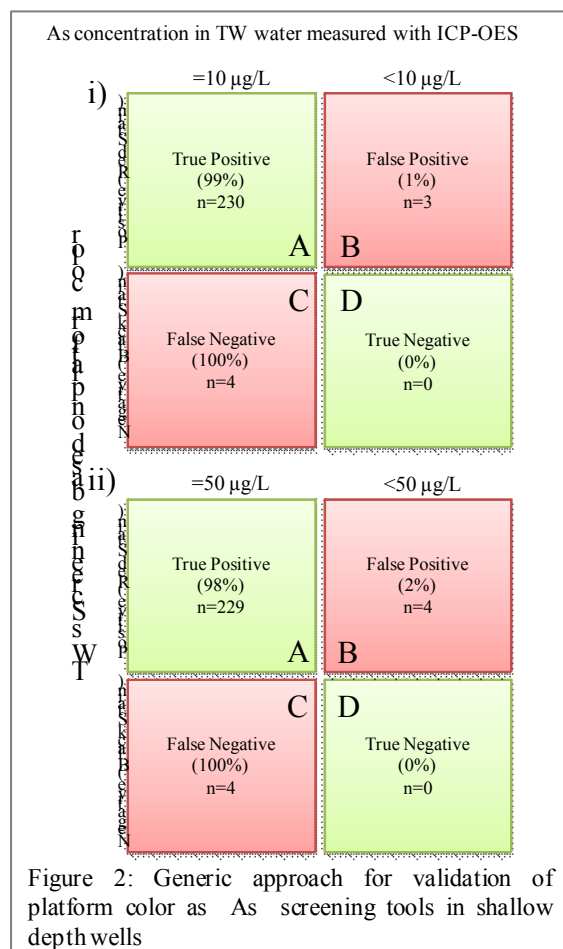 As concentration in TW water measured with ICP-OES
=10 µg/L
<10 µg/L
i)
True Positive
(99%)
n=230
A
False Positive
(1%)
n=3
B
False Negative
(100%)
n=4
C
True Negative
(0%)
n=0
D
ii)
=50 µg/L
<50 µg/L
True Positive
(98%)
n=229
A
False Positive
(2%)
n=4
B
False Negative
(100%)
n=4
C
True Negative
(0%)
n=0
D
Figure 2: Generic approach for validation of
platform color as As screening tools in shallow
depth wells